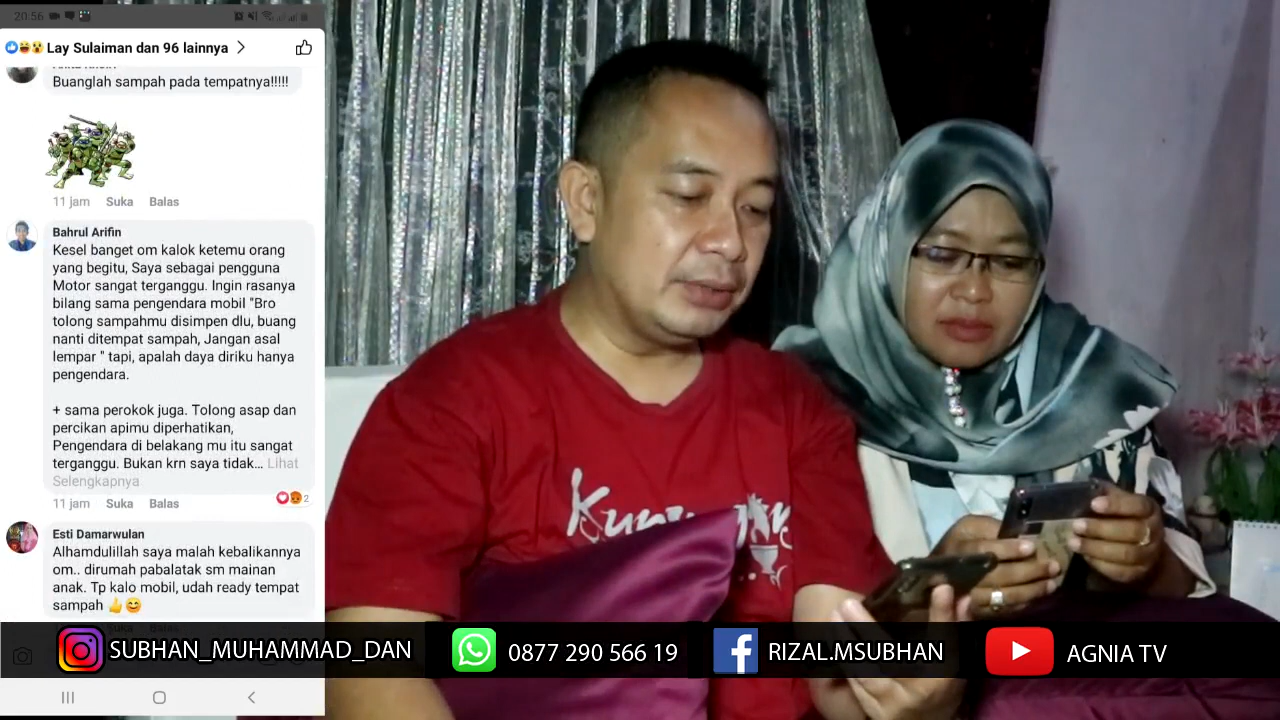 20:56
Lay Sulaiman dan 96 lainnya
Buanglah sampah pada tempatnya!!!!!
11 jam Suka Balas
Bahrul Arifin
Kesel banget om kalok ketemu orang
yang begitu, Saya sebagai pengguna
Motor sangat terganggu. Ingin rasanya
bilang sama pengendara mobil "Bro
tolong sampahmu disimpen dlu, buang
nanti ditempat sampah, Jangan asal
lempar " tapi, apalah daya diriku hanya
pengendara.
+ sama perokok juga. Tolong asap dan
percikan apimu diperhatikan,
Pengendara di belakang mu itu sangat
terganggu. Bukan krn saya tidak... Lihat
Selengkapnya
11 jam Suka Balas
2
Esti Damarwulan
Alhamdulillah saya malah kebalikannya
om.. dirumah pabalatak sm mainan
anak. Tp kalo mobil, udah ready tempat
sampah 👍😊
SUBHAN_MUHAMMAD_DAN
0877 290 566 19
RIZAL.MSUBHAN
AGNIA TV